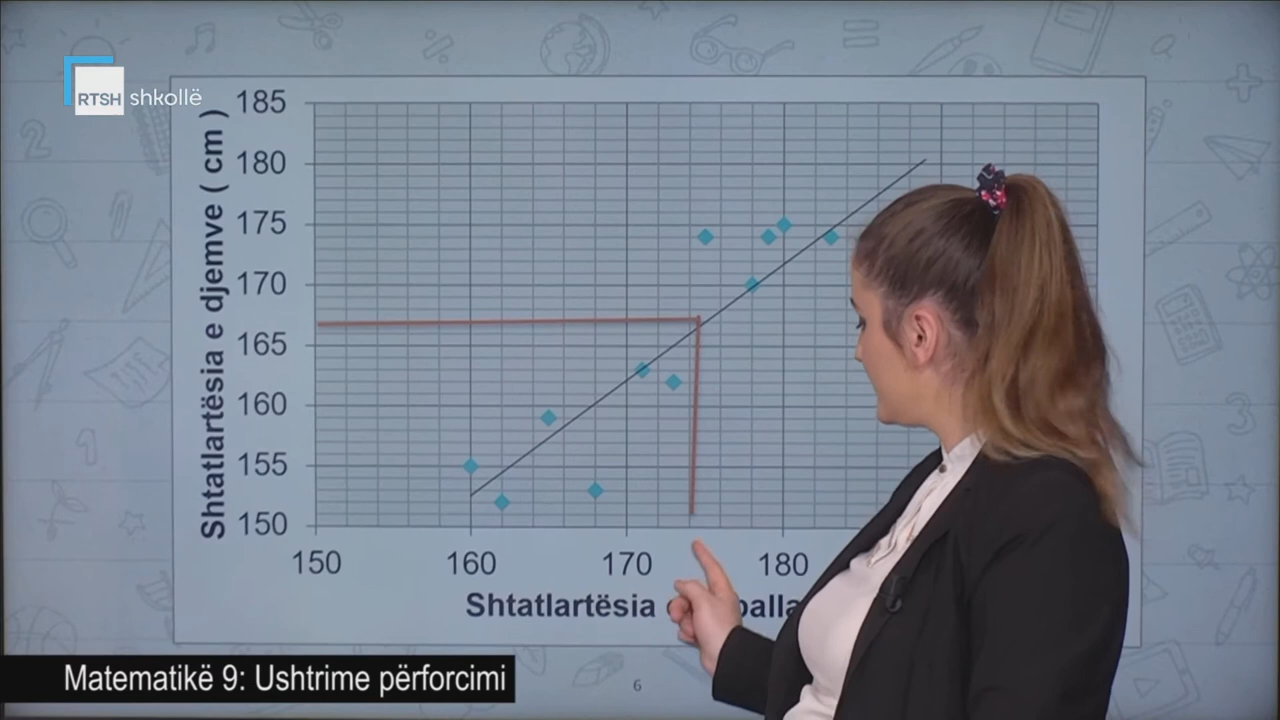 RTSH shkollë
185
180
175
170
165
160
155
150
Shtatlartësia e djemve ( cm )
150 160 170 180
Shtatlartësia
Matematikë 9: Ushtrime përforcimi
6